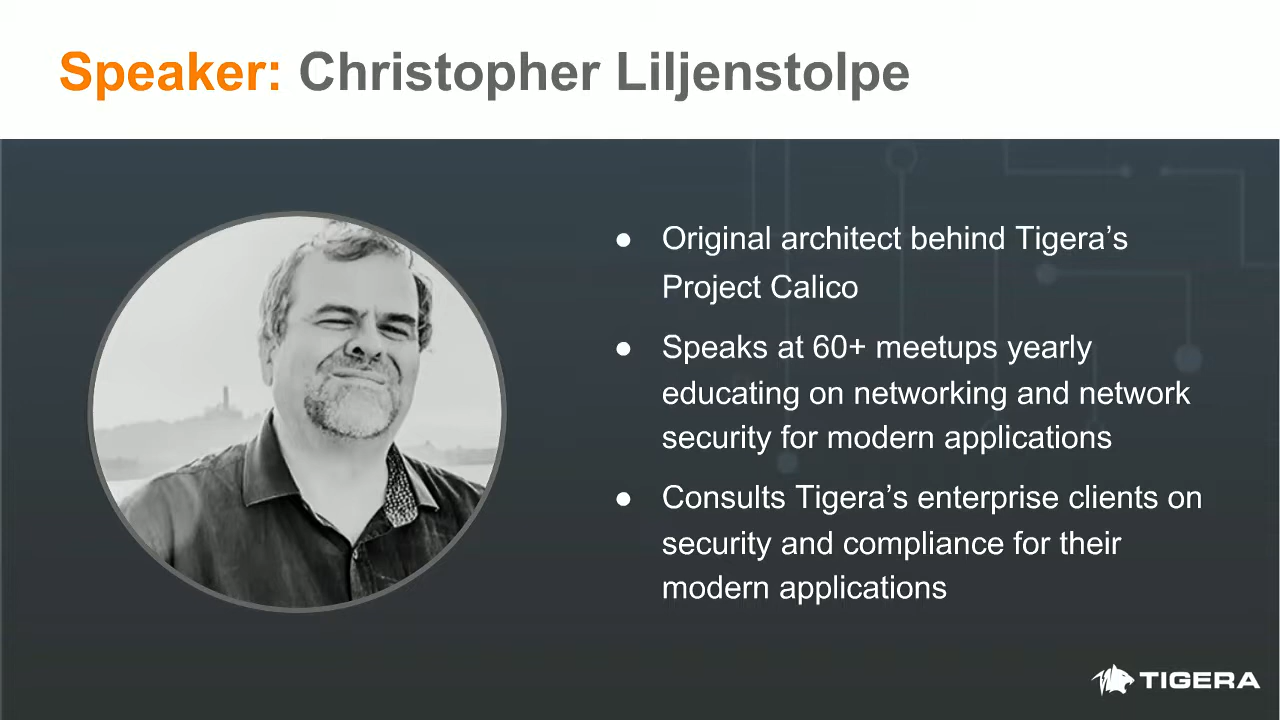 Speaker: Christopher Liljenstolpe
● Original architect behind Tigera’s
Project Calico
● Speaks at 60+ meetups yearly
educating on networking and network
security for modern applications
● Consults Tigera’s enterprise clients on
security and compliance for their
modern applications
TIGERA